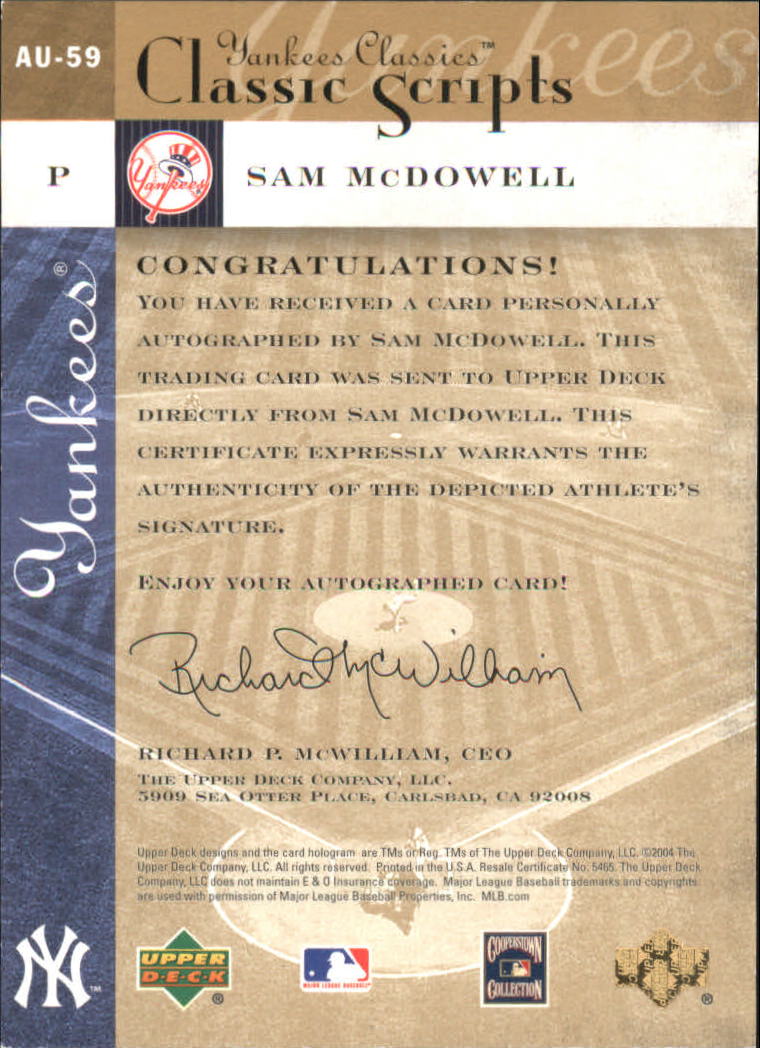 AU-59
Yankees Classics™
Classic Scripts
Yankees
P
Yankees
SAM McDOWELL
Yankees®
CONGRATULATIONS!
YOU HAVE RECEIVED A CARD PERSONALLY
AUTOGRAPHED BY SAM McDOWELL. THIS
TRADING CARD WAS SENT TO UPPER DECK
DIRECTLY FROM SAM McDOWELL. THIS
CERTIFICATE EXPRESSLY WARRANTS THE
AUTHENTICITY OF THE DEPICTED ATHLETE'S
SIGNATURE.
ENJOY YOUR AUTOGRAPHED CARD!
Richard McWilliam
RICHARD P. McWILLIAM, CEO
THE UPPER DECK COMPANY, LLC.
5909 SEA OTTER PLACE, CARLSBAD, CA 92008
Upper Deck designs and the card hologram are TMs or Reg. TMs of The Upper Deck Company, LLC. ©2004 The
Upper Deck Company, LLC. All rights reserved. Printed in the U.S.A. Resale Certificate No. 5465. The Upper Deck
Company, LLC does not maintain E & O Insurance coverage. Major League Baseball trademarks and copyrights
are used with permission of Major League Baseball Properties, Inc. MLB.com
NY™
UPPER
DECK®
MAJOR LEAGUE BASEBALL®
COOPERSTOWN
COLLECTION
®